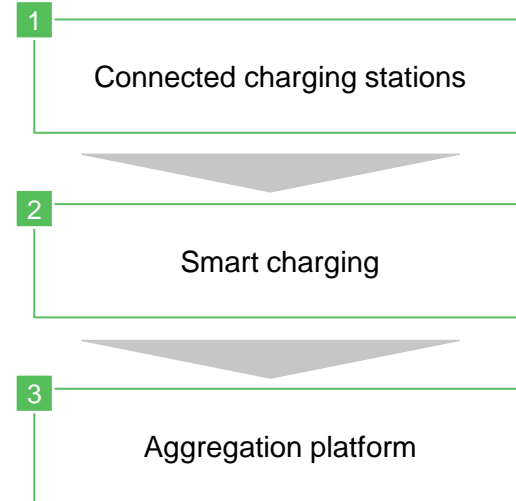 1
Connected charging stations
2
Smart charging
3
Aggregation platform